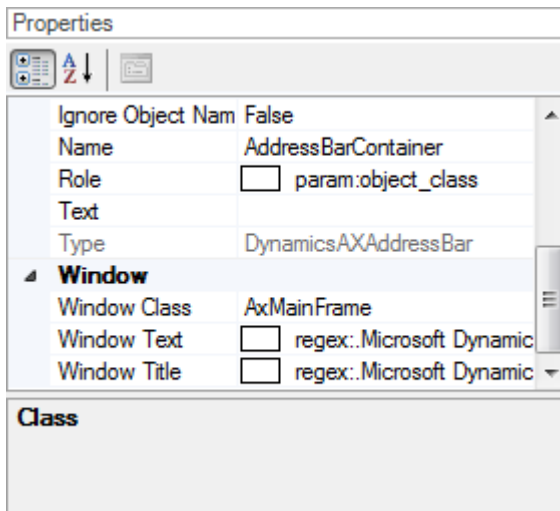 Properties
A
Z
Ignore Object Nam False
Name AddressBarContainer
Role param:object_class
Text
Type DynamicsAXAddressBar
Window
Window Class AxMainFrame
Window Text regex:.Microsoft Dynamic
Window Title regex:.Microsoft Dynamic
Class